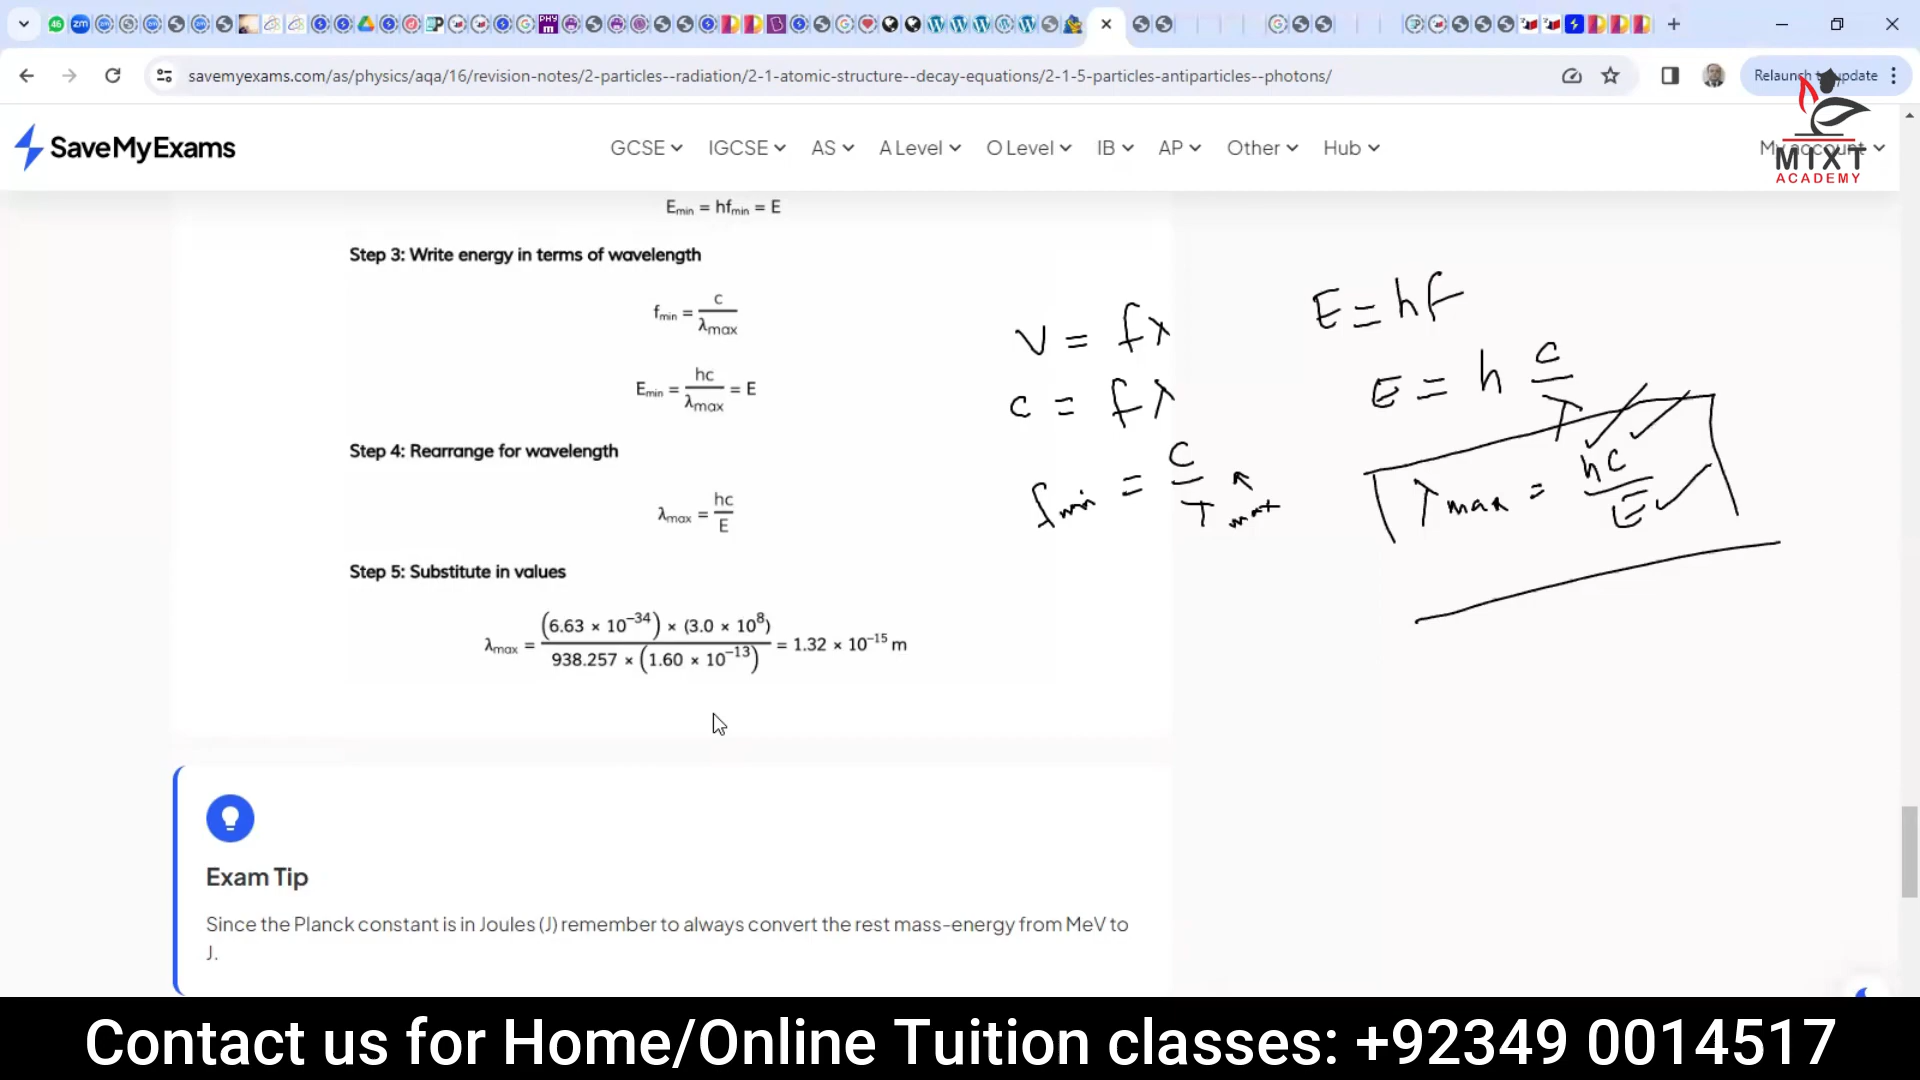 savemyexams.com/as/physics/aqa/16/revision-notes/2-particles--radiation/2-1-atomic-structure--decay-equations/2-1-5-particles-antiparticles--photons/
Relaunch to update
SaveMyExams
GCSE IGCSE AS A Level O Level IB AP Other Hub
My account
MIXT
ACADEMY
Emin = hfmin = E
Step 3: Write energy in terms of wavelength
fmin = c/λmax
Emin = hc/λmax = E
Step 4: Rearrange for wavelength
λmax = hc/E
Step 5: Substitute in values
λmax = (6.63 × 10⁻³⁴) × (3.0 × 10⁸) / 938.257 × (1.60 × 10⁻¹³) = 1.32 × 10⁻¹⁵ m
v = fλ
c = fλ
fmin = c/λ max
E = hf
E = h c/λ
λmax = hc/E
Exam Tip
Since the Planck constant is in Joules (J) remember to always convert the rest mass-energy from MeV to
J.
Contact us for Home/Online Tuition classes: +92349 0014517